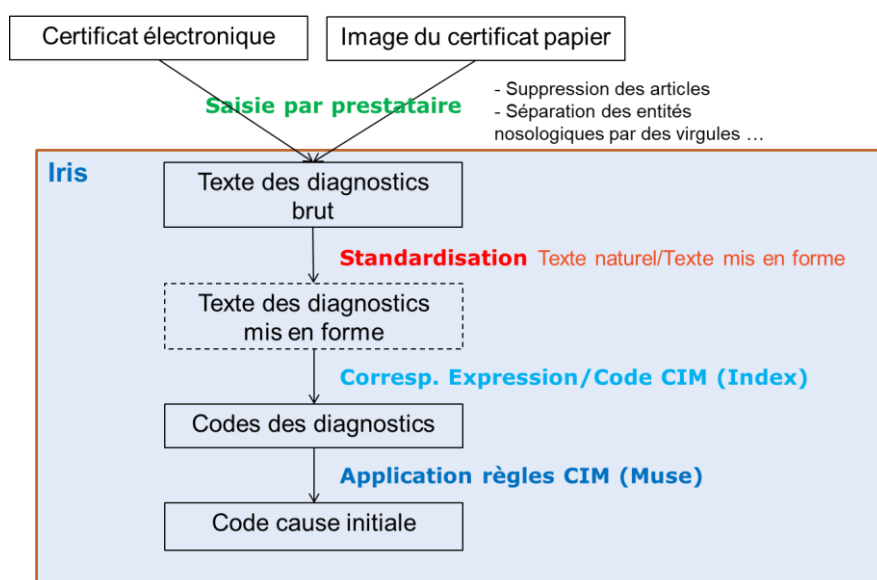 Certificat électronique
Image du certificat papier
Saisie par prestataire
- Suppression des articles
- Séparation des entités
nosologiques par des virgules …
Iris
Texte des diagnostics
brut
Standardisation Texte naturel/Texte mis en forme
Texte des diagnostics
mis en forme
Corresp. Expression/Code CIM (Index)
Codes des diagnostics
Application règles CIM (Muse)
Code cause initiale